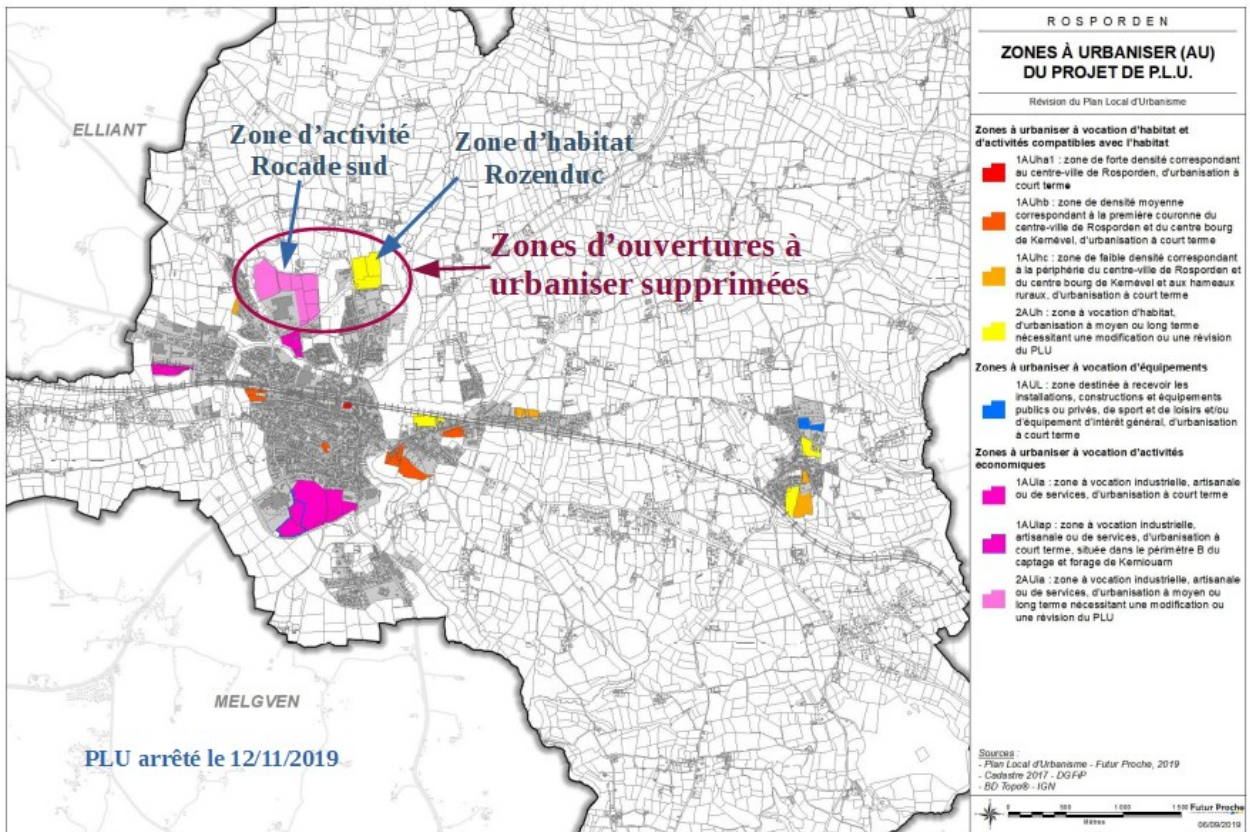 ELLIANT
Zone d'activité
Rocade sud
Zone d'habitat
Rozenduc
Zones d'ouvertures à
urbaniser supprimées
MELGVEN
PLU arrêté le 12/11/2019
ROSPORDEN
ZONES À URBANISER (AU)
DU PROJET DE P.L.U.
Révision du Plan Local d'Urbanisme
Zones à urbaniser à vocation d'habitat et
d'activités compatibles avec l'habitat
1AUha1 : zone de forte densité correspondant
au centre-ville de Rosporden, d'urbanisation à
court terme
1AUhb : zone de densité moyenne
correspondant à la première couronne du
centre-ville de Rosporden et du centre bourg
de Kernével, d'urbanisation à court terme
1AUhc : zone de faible densité correspondant
à la périphérie du centre-ville de Rosporden et
du centre bourg de Kernével et aux hameaux
ruraux, d'urbanisation à court terme
2AUh : zone à vocation d'habitat,
d'urbanisation à moyen ou long terme
nécessitant une modification ou une révision
du PLU
Zones à urbaniser à vocation d'équipements
1AUL : zone destinée à recevoir les
installations, constructions et équipements
publics ou privés, de sport et de loisirs et/ou
d'équipement d'intérêt général, d'urbanisation
à court terme
Zones à urbaniser à vocation d'activités
économiques
1AUia : zone à vocation industrielle, artisanale
ou de services, d'urbanisation à court terme
1AUiap : zone à vocation industrielle,
artisanale ou de services, d'urbanisation à
court terme, située dans le périmètre B du
captage et forage de Kerniouarn
2AUia : zone à vocation industrielle, artisanale
ou de services, d'urbanisation à moyen ou
long terme nécessitant une modification ou
une révision du PLU
Sources :
- Plan Local d'Urbanisme - Futur Proche, 2019
- Cadastre 2017 - DGFiP
- BD Topo® - IGN
0 500 1 000 1 500
Mètres
Futur Proche
06/09/2019